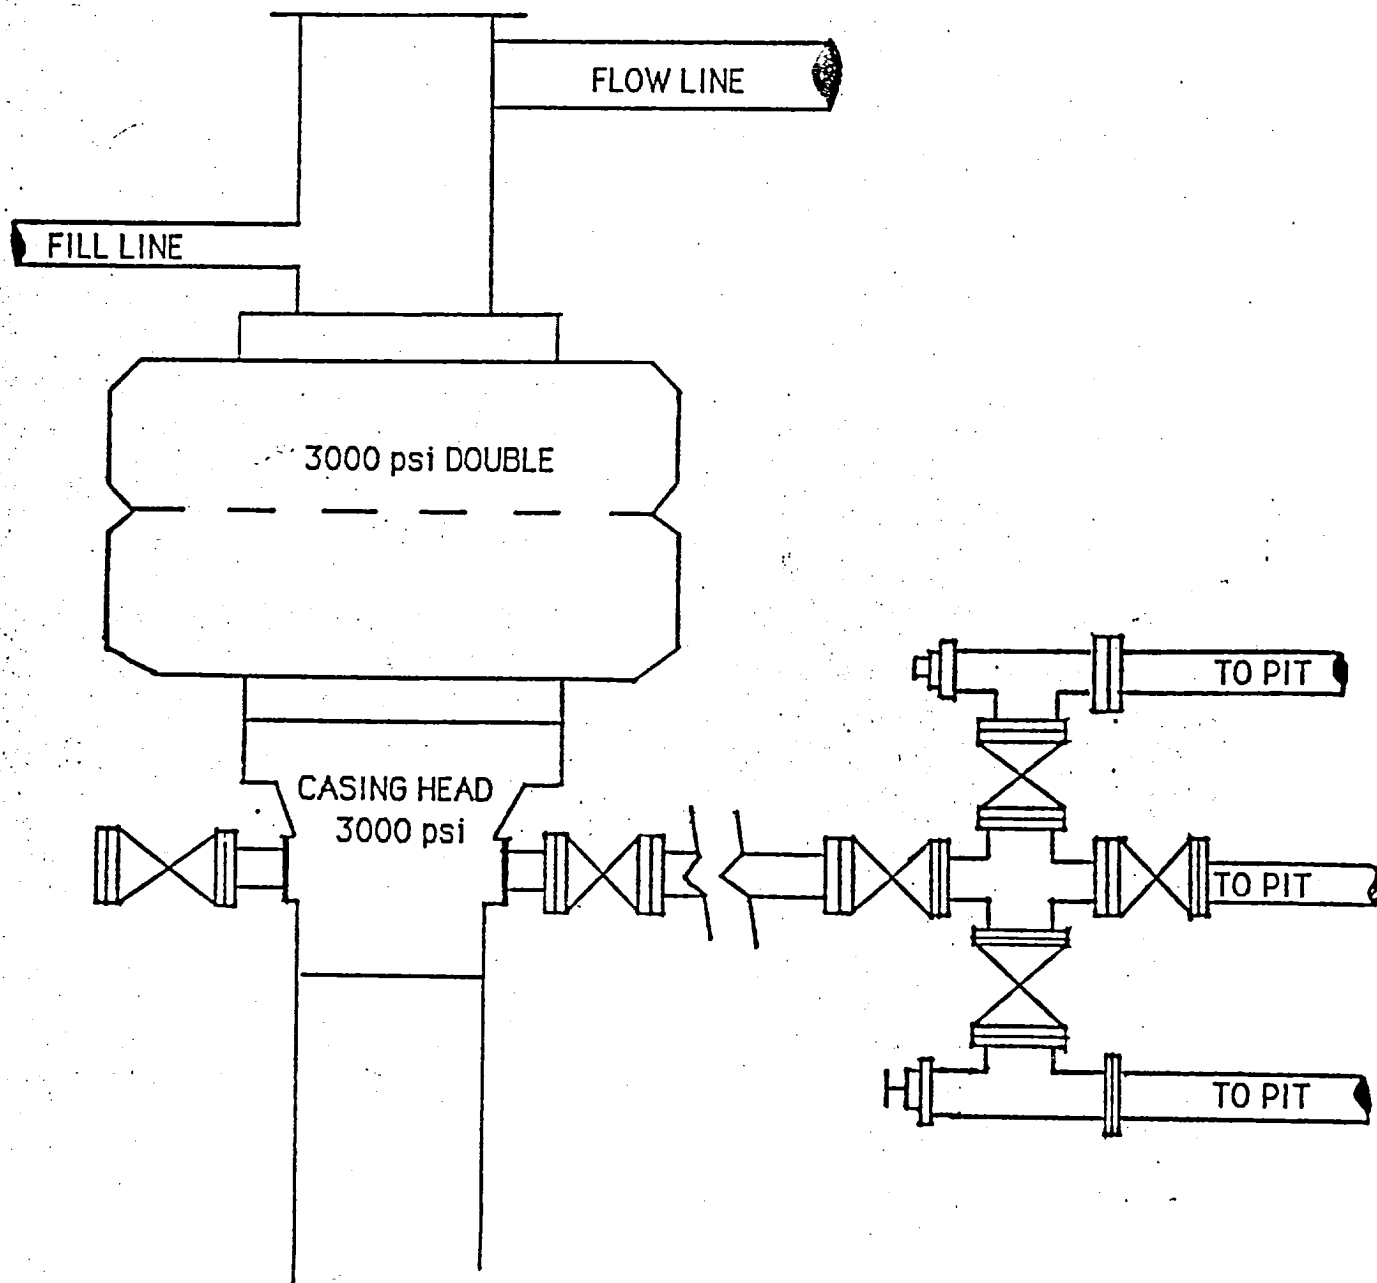 FLOW LINE
FILL LINE
3000 psi DOUBLE
TO PIT
CASING HEAD
3000 psi
TO PIT
TO PIT